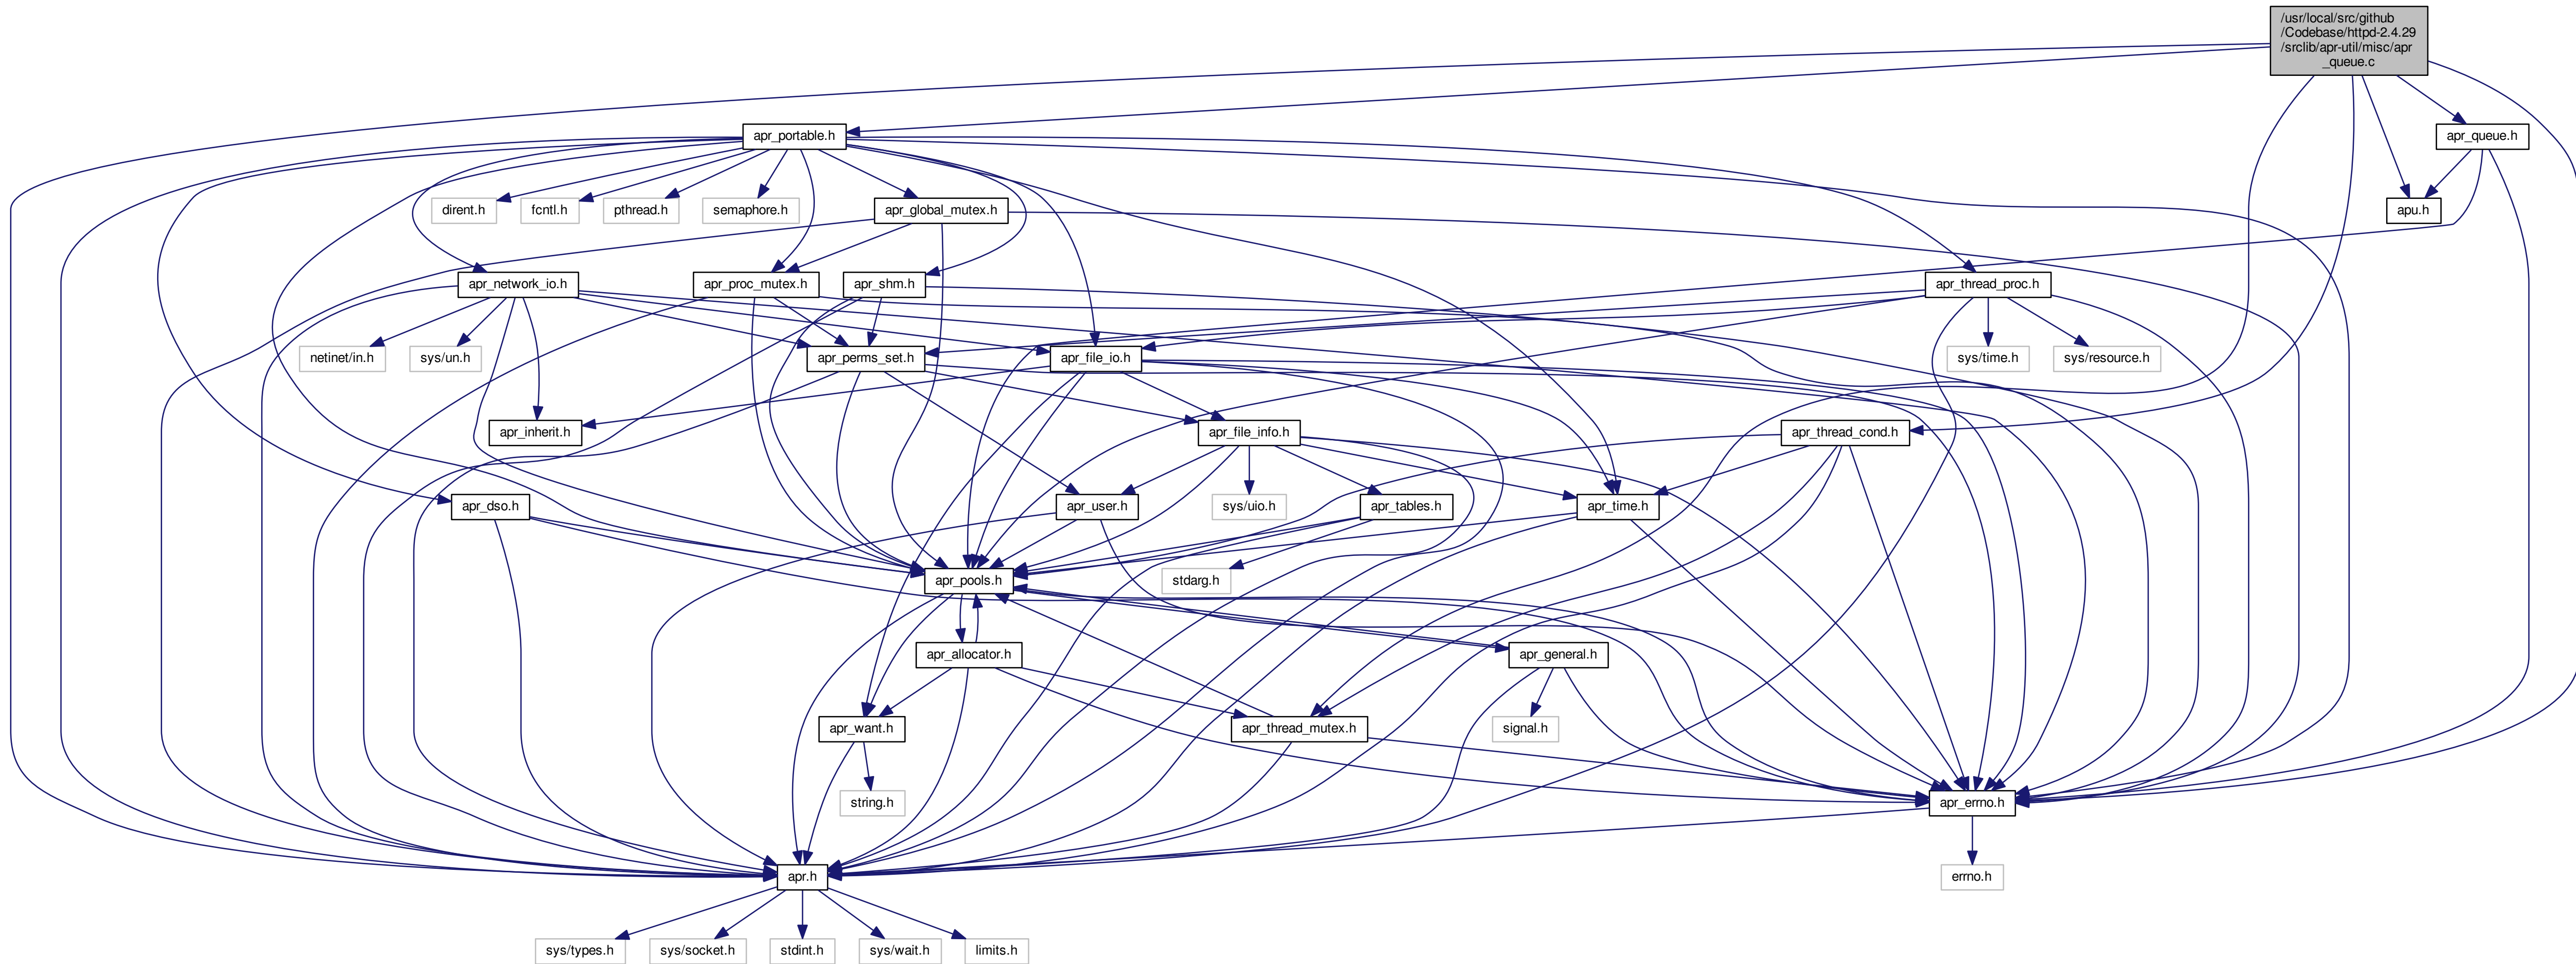 /usr/local/src/github
/Codebase/httpd-2.4.29
/srclib/apr-util/misc/apr
_queue.c
apr_portable.h
apr_queue.h
dirent.h
fcntl.h
pthread.h
semaphore.h
apr_global_mutex.h
apu.h
apr_network_io.h
apr_proc_mutex.h
apr_shm.h
apr_thread_proc.h
netinet/in.h
sys/un.h
apr_perms_set.h
apr_file_io.h
sys/time.h
sys/resource.h
apr_inherit.h
apr_file_info.h
apr_thread_cond.h
apr_dso.h
apr_user.h
sys/uio.h
apr_tables.h
apr_time.h
apr_pools.h
stdarg.h
apr_allocator.h
apr_general.h
apr_want.h
apr_thread_mutex.h
signal.h
string.h
apr_errno.h
apr.h
errno.h
sys/types.h
sys/socket.h
stdint.h
sys/wait.h
limits.h